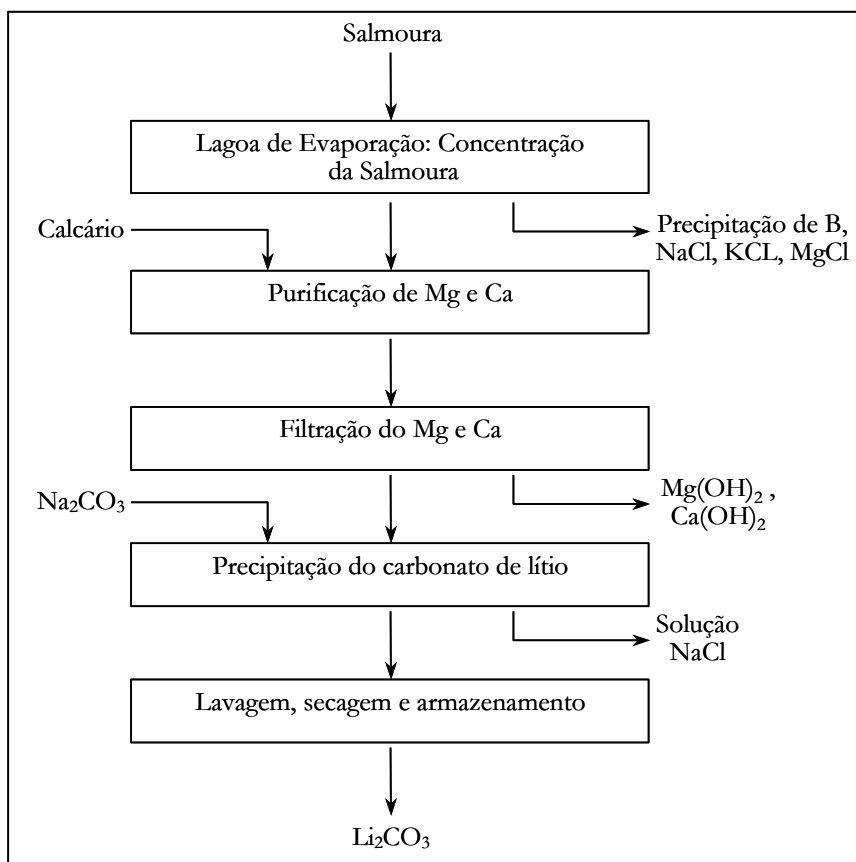 Salmoura
Lagoa de Evaporação: Concentração
da Salmoura
Calcário
Precipitação de B,
NaCl, KCL, MgCl
Purificação de Mg e Ca
Filtração do Mg e Ca
Na₂CO₃
Mg(OH)₂ ,
Ca(OH)₂
Precipitação do carbonato de lítio
Solução
NaCl
Lavagem, secagem e armazenamento
Li₂CO₃